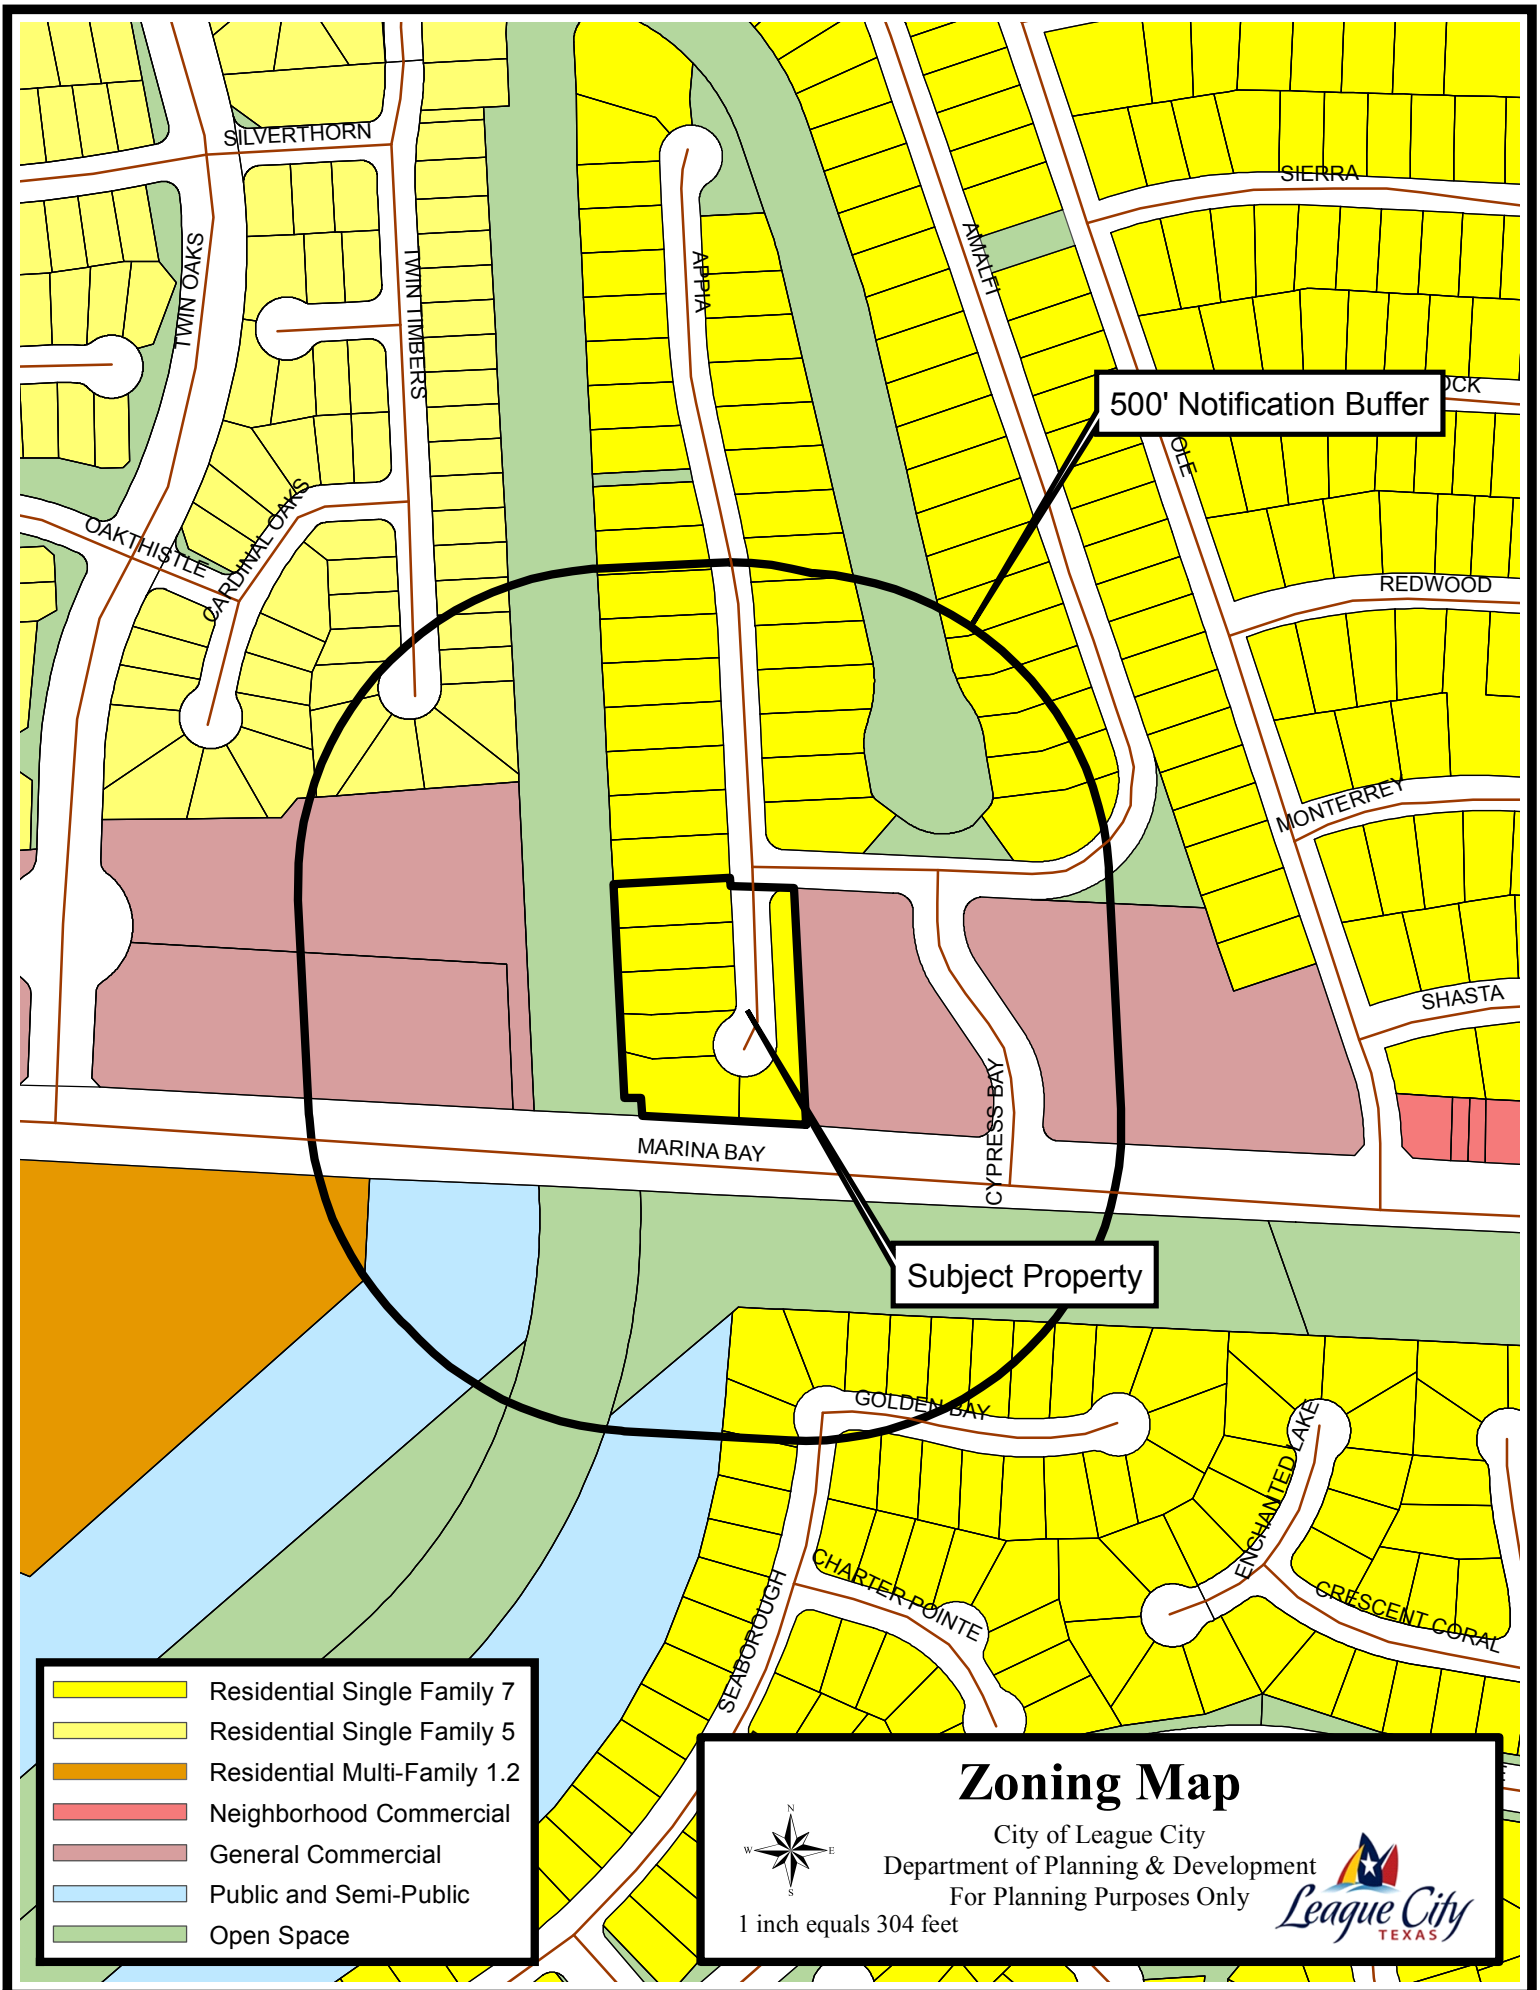 SILVERTHORN
SIERRA
TWIN OAKS
TWIN TIMBERS
APPIA
AMALFI
500' Notification Buffer
OCK
OLE
OAKTHISTLE
CARDINAL OAKS
REDWOOD
MONTERREY
SHASTA
CYPRESS BAY
MARINA BAY
Subject Property
GOLDEN BAY
ENCHANTED LAKE
CHARTER POINTE
CRESCENT CORAL
SEABOROUGH
Residential Single Family 7
Residential Single Family 5
Residential Multi-Family 1.2
Neighborhood Commercial
General Commercial
Public and Semi-Public
Open Space
Zoning Map
City of League City
Department of Planning & Development
For Planning Purposes Only
1 inch equals 304 feet
N
W E
S
League City
TEXAS